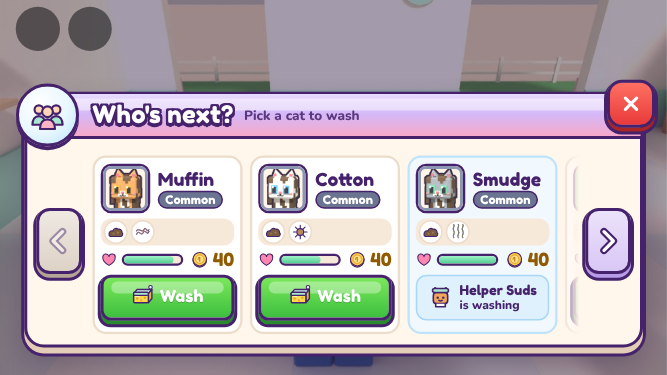 Who's next? Pick a cat to wash
Muffin
Common
40
Wash
Cotton
Common
40
Wash
Smudge
Common
40
Helper Suds
is washing